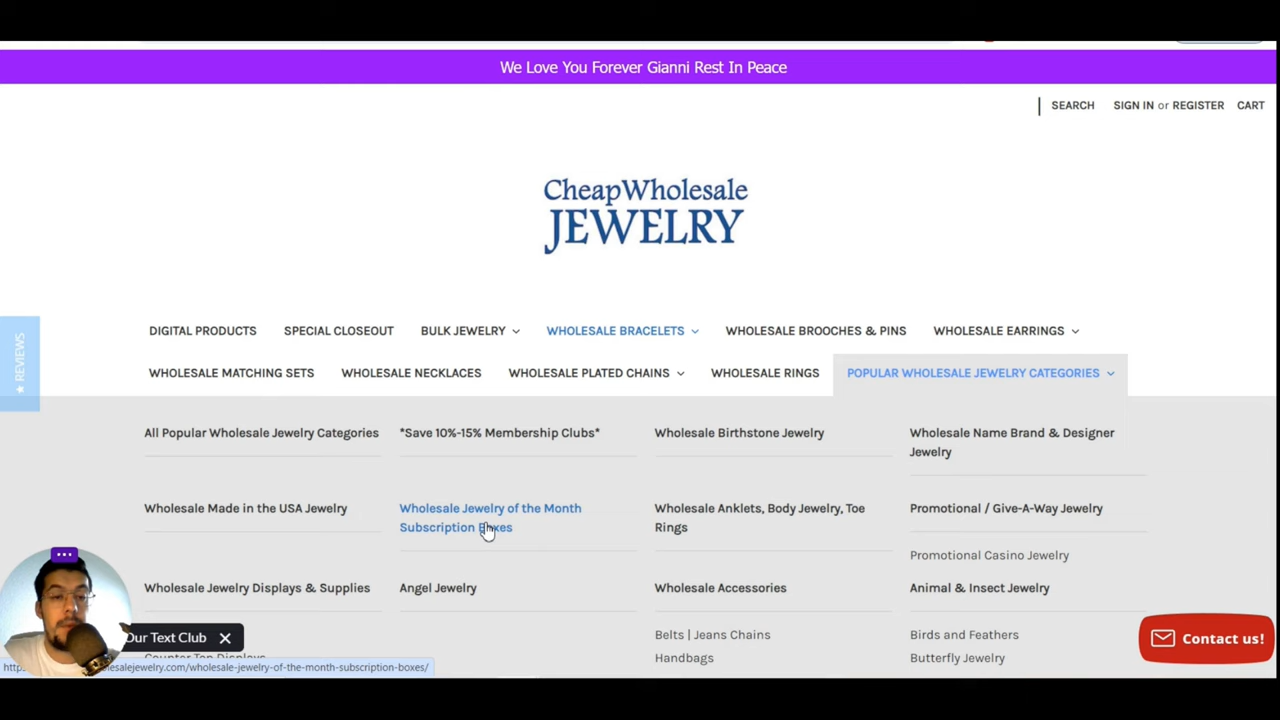 We Love You Forever Gianni Rest In Peace
SEARCH SIGN IN or REGISTER CART
CheapWholesale
JEWELRY
DIGITAL PRODUCTS SPECIAL CLOSEOUT BULK JEWELRY WHOLESALE BRACELETS WHOLESALE BROOCHES & PINS WHOLESALE EARRINGS
WHOLESALE MATCHING SETS WHOLESALE NECKLACES WHOLESALE PLATED CHAINS WHOLESALE RINGS POPULAR WHOLESALE JEWELRY CATEGORIES
★ REVIEWS
All Popular Wholesale Jewelry Categories
*Save 10%-15% Membership Clubs*
Wholesale Birthstone Jewelry
Wholesale Name Brand & Designer
Jewelry
Wholesale Made in the USA Jewelry
Wholesale Jewelry of the Month
Subscription Boxes
Wholesale Anklets, Body Jewelry, Toe
Rings
Promotional / Give-A-Way Jewelry
Promotional Casino Jewelry
Wholesale Jewelry Displays & Supplies
Angel Jewelry
Wholesale Accessories
Belts | Jeans Chains
Handbags
Animal & Insect Jewelry
Birds and Feathers
Butterfly Jewelry
Our Text Club
Contact us!
esalejewelry.com/wholesale-jewelry-of-the-month-subscription-boxes/